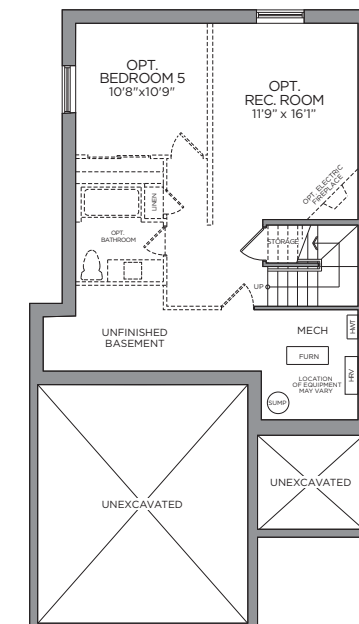 OPT.
BEDROOM 5
10'8"x10'9"
OPT.
REC. ROOM
11'9" x 16'1"
OPT. ELECTRIC
FIREPLACE
LINEN
OPT.
BATHROOM
STORAGE
UP
UNFINISHED
BASEMENT
MECH
HWT
FURN
LOCATION
OF EQUIPMENT
MAY VARY
HRV
SUMP
UNEXCAVATED
UNEXCAVATED